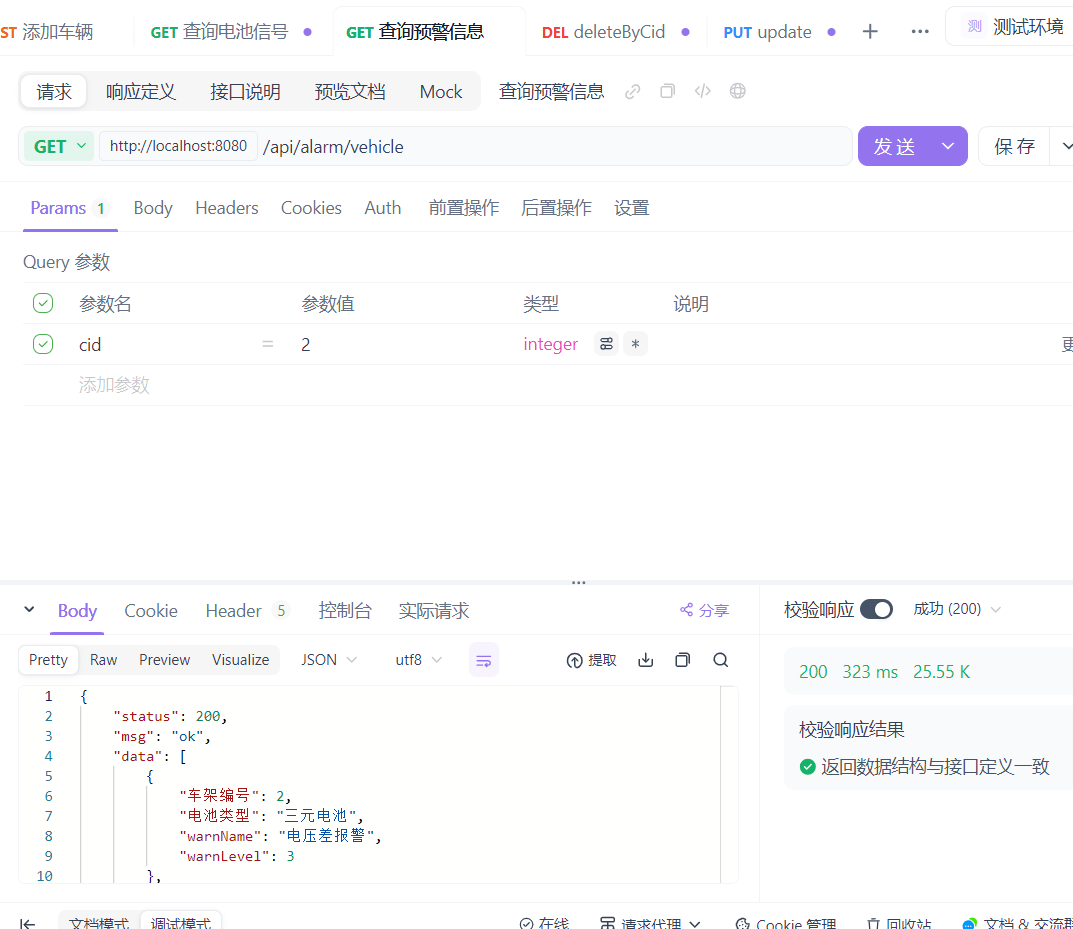 ST 添加车辆 GET 查询电池信号 GET 查询预警信息 DEL deleteByCid PUT update + ... 测 测试环境
请求 响应定义 接口说明 预览文档 Mock 查询预警信息
GET http://localhost:8080 /api/alarm/vehicle 发 送 保 存
Params 1 Body Headers Cookies Auth 前置操作 后置操作 设置
Query 参数
参数名 参数值 类型 说明
cid = 2 integer *
添加参数
Body Cookie Header 5 控制台 实际请求 分享 校验响应 成功 (200)
Pretty Raw Preview Visualize JSON utf8 提取
200 323 ms 25.55 K
校验响应结果
返回数据结构与接口定义一致
1 {
2 "status": 200,
3 "msg": "ok",
4 "data": [
5 {
6 "车架编号": 2,
7 "电池类型": "三元电池",
8 "warnName": "电压差报警",
9 "warnLevel": 3
10 },
文档模式 调试模式 在线 请求代理 Cookie 管理 回收站 文档 & 交流群